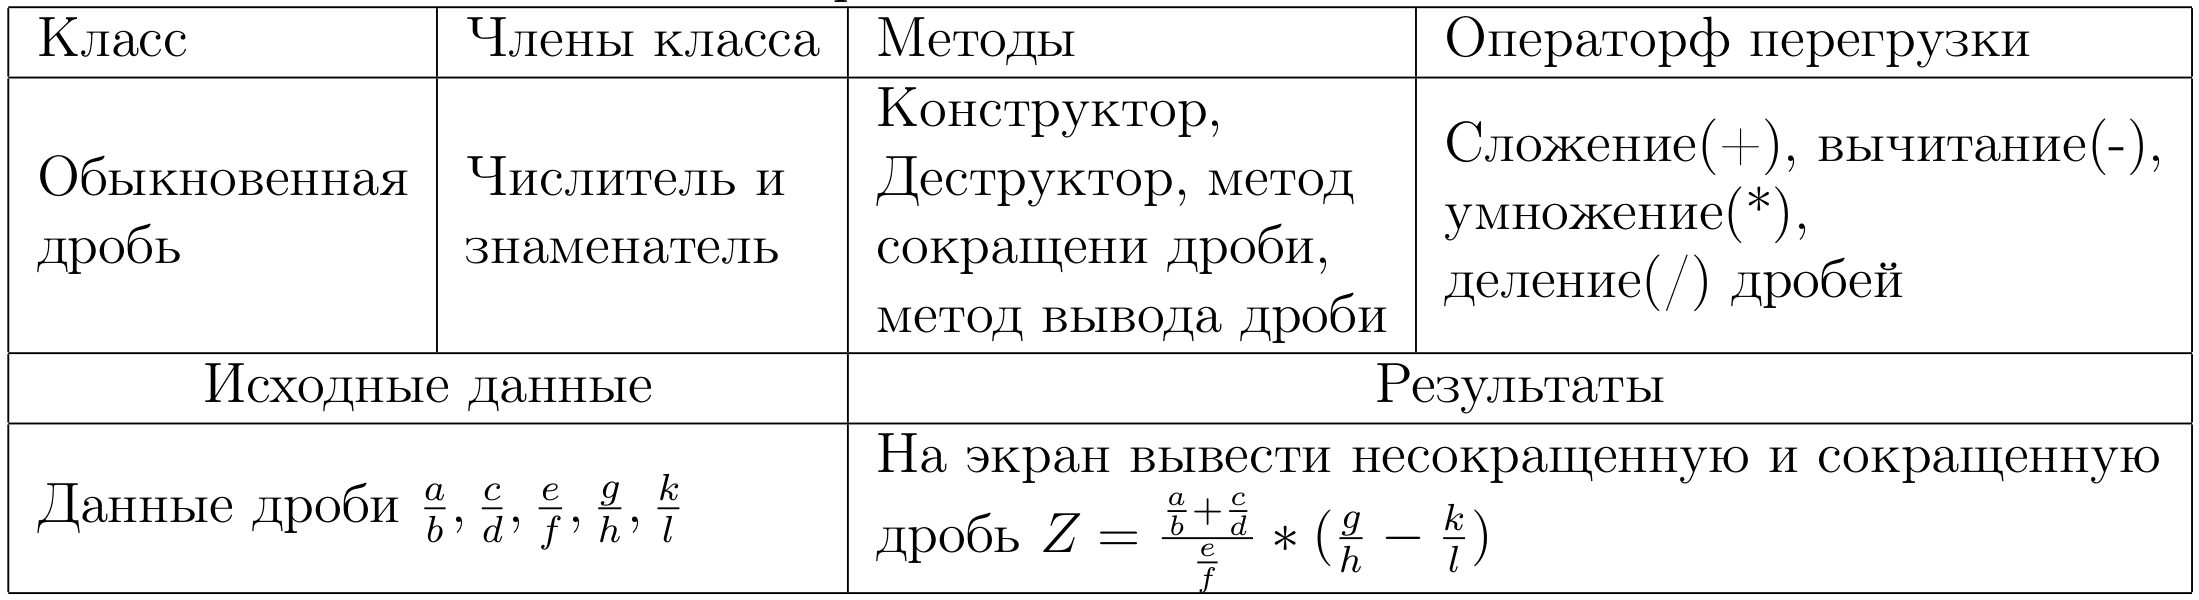 Класс
Члены класса
Методы
Операторф перегрузки
Обыкновенная
дробь
Числитель и
знаменатель
Конструктор,
Деструктор, метод
сокращени дроби,
метод вывода дроби
Сложение(+), вычитание(-),
умножение(*),
деление(/) дробей
Исходные данные
Результаты
Данные дроби $\frac{a}{b}, \frac{c}{d}, \frac{e}{f}, \frac{g}{h}, \frac{k}{l}$
На экран вывести несокращенную и сокращенную
дробь $Z = \frac{\frac{a}{b}+\frac{c}{d}}{\frac{e}{f}} * (\frac{g}{h} - \frac{k}{l})$